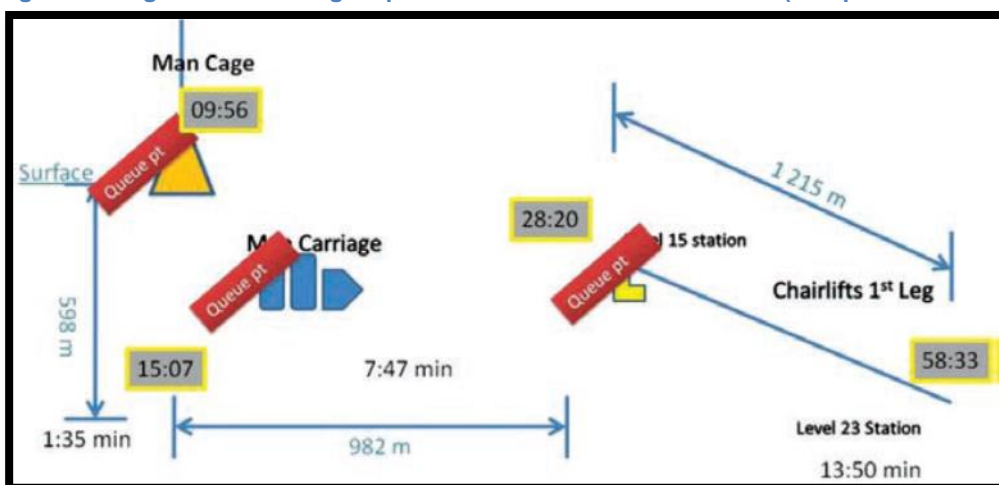 Man Cage
09:56
Queue pt
Surface
598 m
1:35 min
Carriage
Queue pt
15:07
7:47 min
982 m
28:20
15 station
Queue pt
1 215 m
Chairlifts 1st Leg
58:33
Level 23 Station
13:50 min